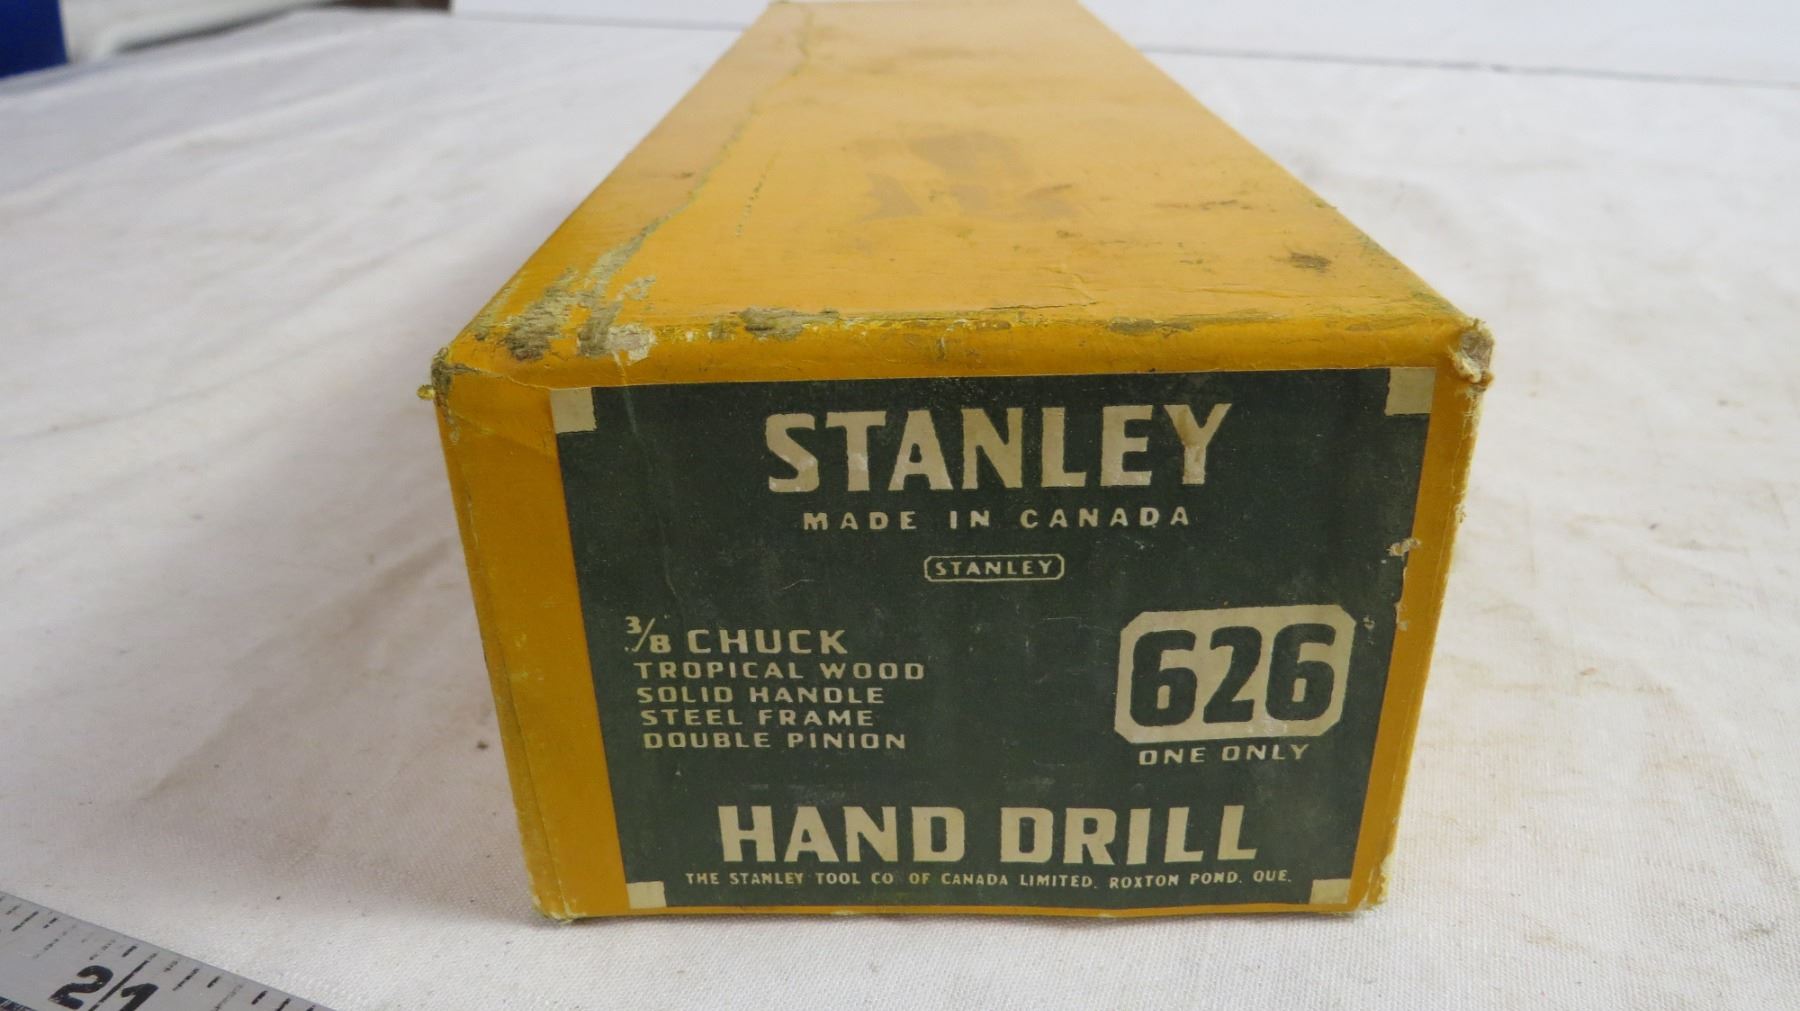 STANLEY
MADE IN CANADA
STANLEY
3/8 CHUCK
TROPICAL WOOD
SOLID HANDLE
STEEL FRAME
DOUBLE PINION
626
ONE ONLY
HAND DRILL
THE STANLEY TOOL CO OF CANADA LIMITED. ROXTON POND. QUE.
21